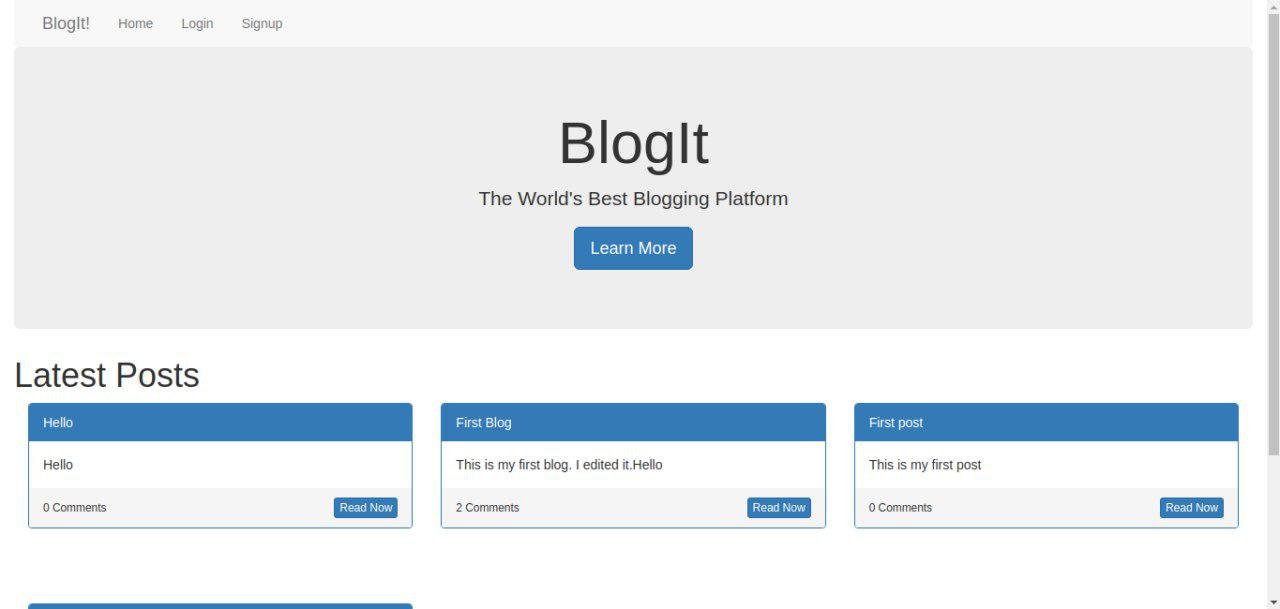 BlogIt! Home Login Signup
BlogIt
The World's Best Blogging Platform
Learn More
Latest Posts
Hello
Hello
0 Comments Read Now
First Blog
This is my first blog. I edited it.Hello
2 Comments Read Now
First post
This is my first post
0 Comments Read Now